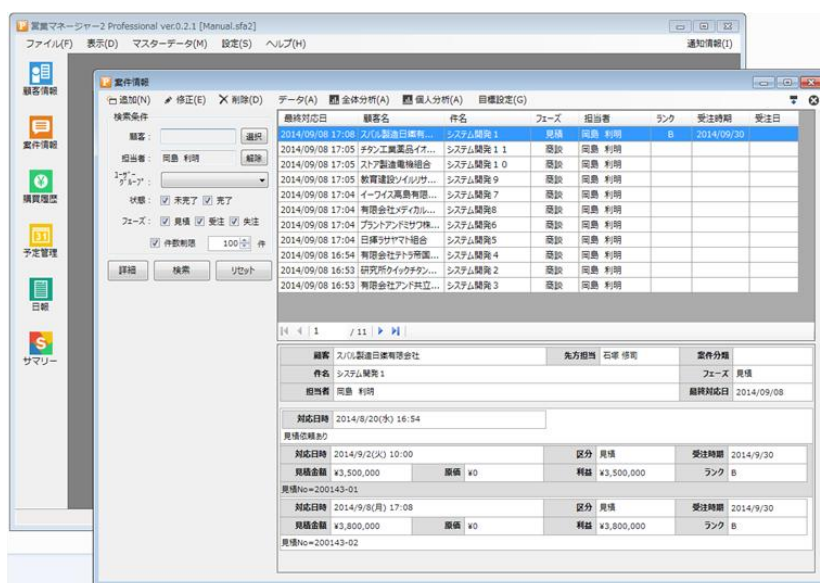 営業マネージャー2 Professional ver.0.2.1 [Manual.sfa2]
ファイル(F) 表示(D) マスターデータ(M) 設定(S) ヘルプ(H) 通知情報(I)
顧客情報
案件情報
購買履歴
31
予定管理
日報
サマリー
案件情報
追加(N) 修正(E) 削除(D) データ(A) 全体分析(A) 個人分析(A) 目標設定(G)
検索条件
顧客： 選択
担当者： 岡島 利明 解除
ﾕｰｻﾞｰｸﾞﾙｰﾌﾟ：
状態： 未完了 完了
フェーズ： 見積 受注 失注
件数制限 100 件
詳細 検索 リセット
最終対応日 顧客名 件名 フェーズ 担当者 ランク 受注時期 受注日
2014/09/08 17:08 スバル製造日鑑有... システム開発１ 見積 岡島 利明 B 2014/09/30
2014/09/08 17:05 チタン工業薬品イオ... システム開発１１ 商談 岡島 利明
2014/09/08 17:05 ストア製造電機組合 システム開発１０ 商談 岡島 利明
2014/09/08 17:05 教育建設ソイルリサ... システム開発９ 商談 岡島 利明
2014/09/08 17:04 イーワイス高島有限... システム開発７ 商談 岡島 利明
2014/09/08 17:04 有限会社メディカル... システム開発8 商談 岡島 利明
2014/09/08 17:04 プラントアンドミサワ株... システム開発6 商談 岡島 利明
2014/09/08 17:04 日揮ラサヤマト組合 システム開発5 商談 岡島 利明
2014/09/08 16:54 有限会社テトラ帝国... システム開発４ 商談 岡島 利明
2014/09/08 16:53 研究所クイックチタン... システム開発２ 商談 岡島 利明
2014/09/08 16:53 有限会社アンド共立... システム開発３ 商談 岡島 利明
1 / 11
顧客 スバル製造日鑑有限会社 先方担当 石塚 修司 案件分類
件名 システム開発１ フェーズ 見積
担当者 岡島 利明 最終対応日 2014/09/08
対応日時 2014/8/20(水) 16:54
見積依頼あり
対応日時 2014/9/2(火) 10:00 区分 見積 受注時期 2014/9/30
見積金額 ¥3,500,000 原価 ¥0 利益 ¥3,500,000 ランク B
見積No=200143-01
対応日時 2014/9/8(月) 17:08 区分 見積 受注時期 2014/9/30
見積金額 ¥3,800,000 原価 ¥0 利益 ¥3,800,000 ランク B
見積No=200143-02